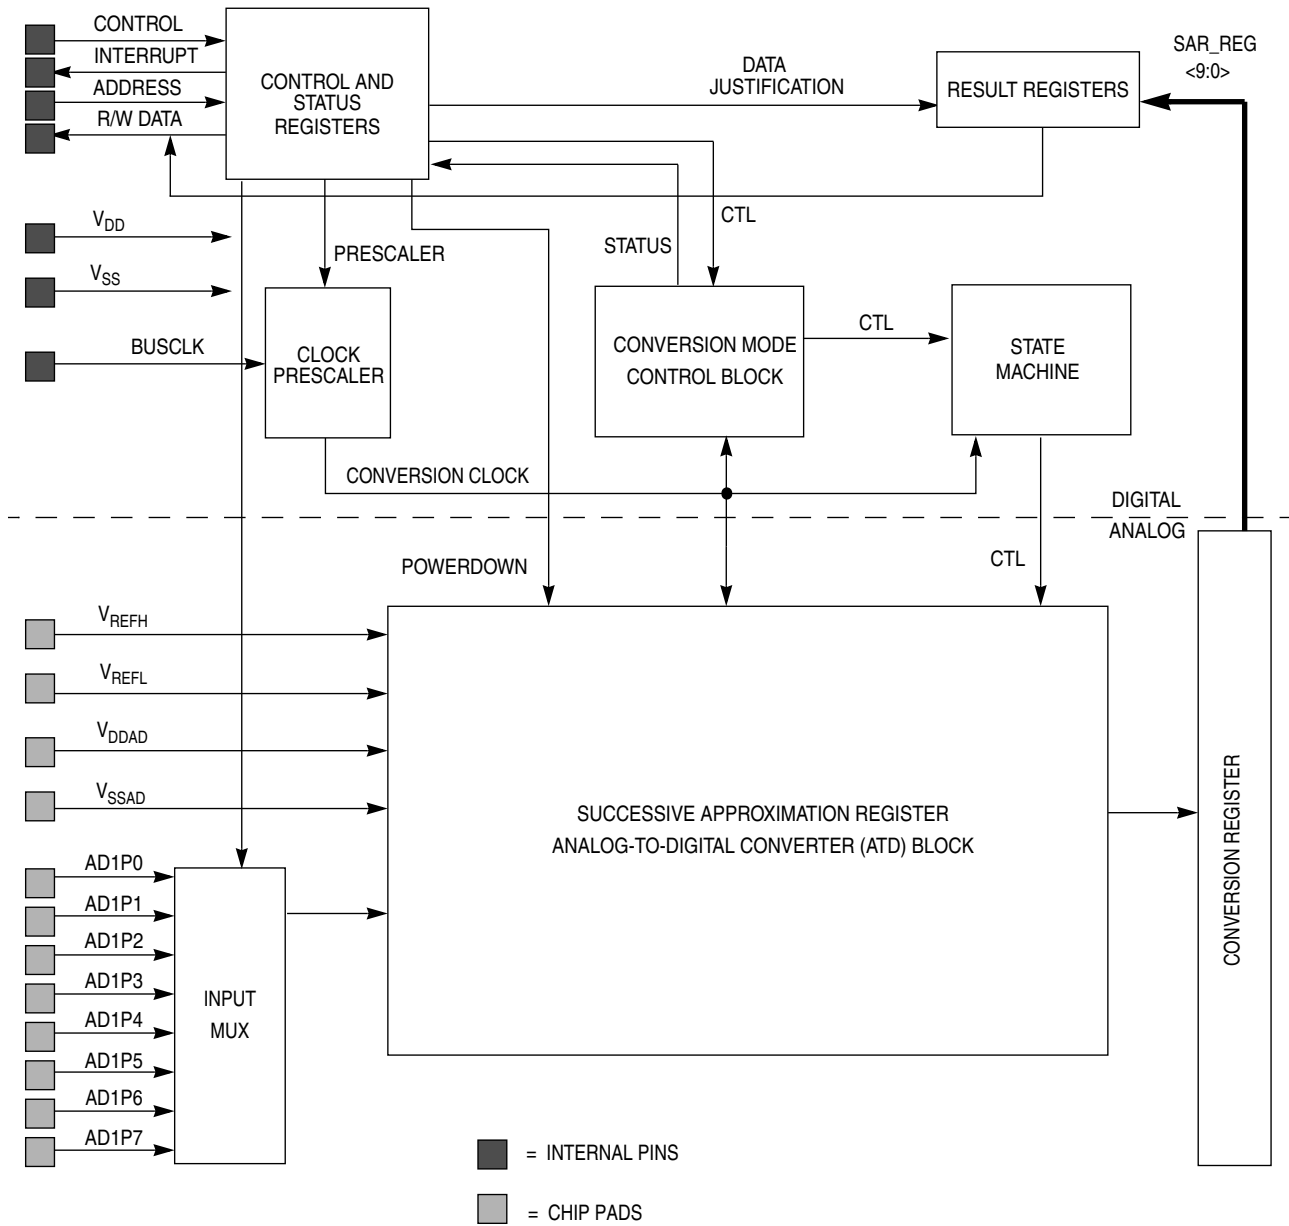 CONTROL
INTERRUPT
ADDRESS
R/W DATA
CONTROL AND
STATUS
REGISTERS
DATA
JUSTIFICATION
RESULT REGISTERS
SAR_REG
<9:0>
VDD
VSS
BUSCLK
PRESCALER
CLOCK
PRESCALER
STATUS
CTL
CONVERSION MODE
CONTROL BLOCK
CTL
STATE
MACHINE
CONVERSION CLOCK
DIGITAL
ANALOG
POWERDOWN
CTL
VREFH
VREFL
VDDAD
VSSAD
SUCCESSIVE APPROXIMATION REGISTER
ANALOG-TO-DIGITAL CONVERTER (ATD) BLOCK
CONVERSION REGISTER
AD1P0
AD1P1
AD1P2
AD1P3
AD1P4
AD1P5
AD1P6
AD1P7
INPUT
MUX
= INTERNAL PINS
= CHIP PADS